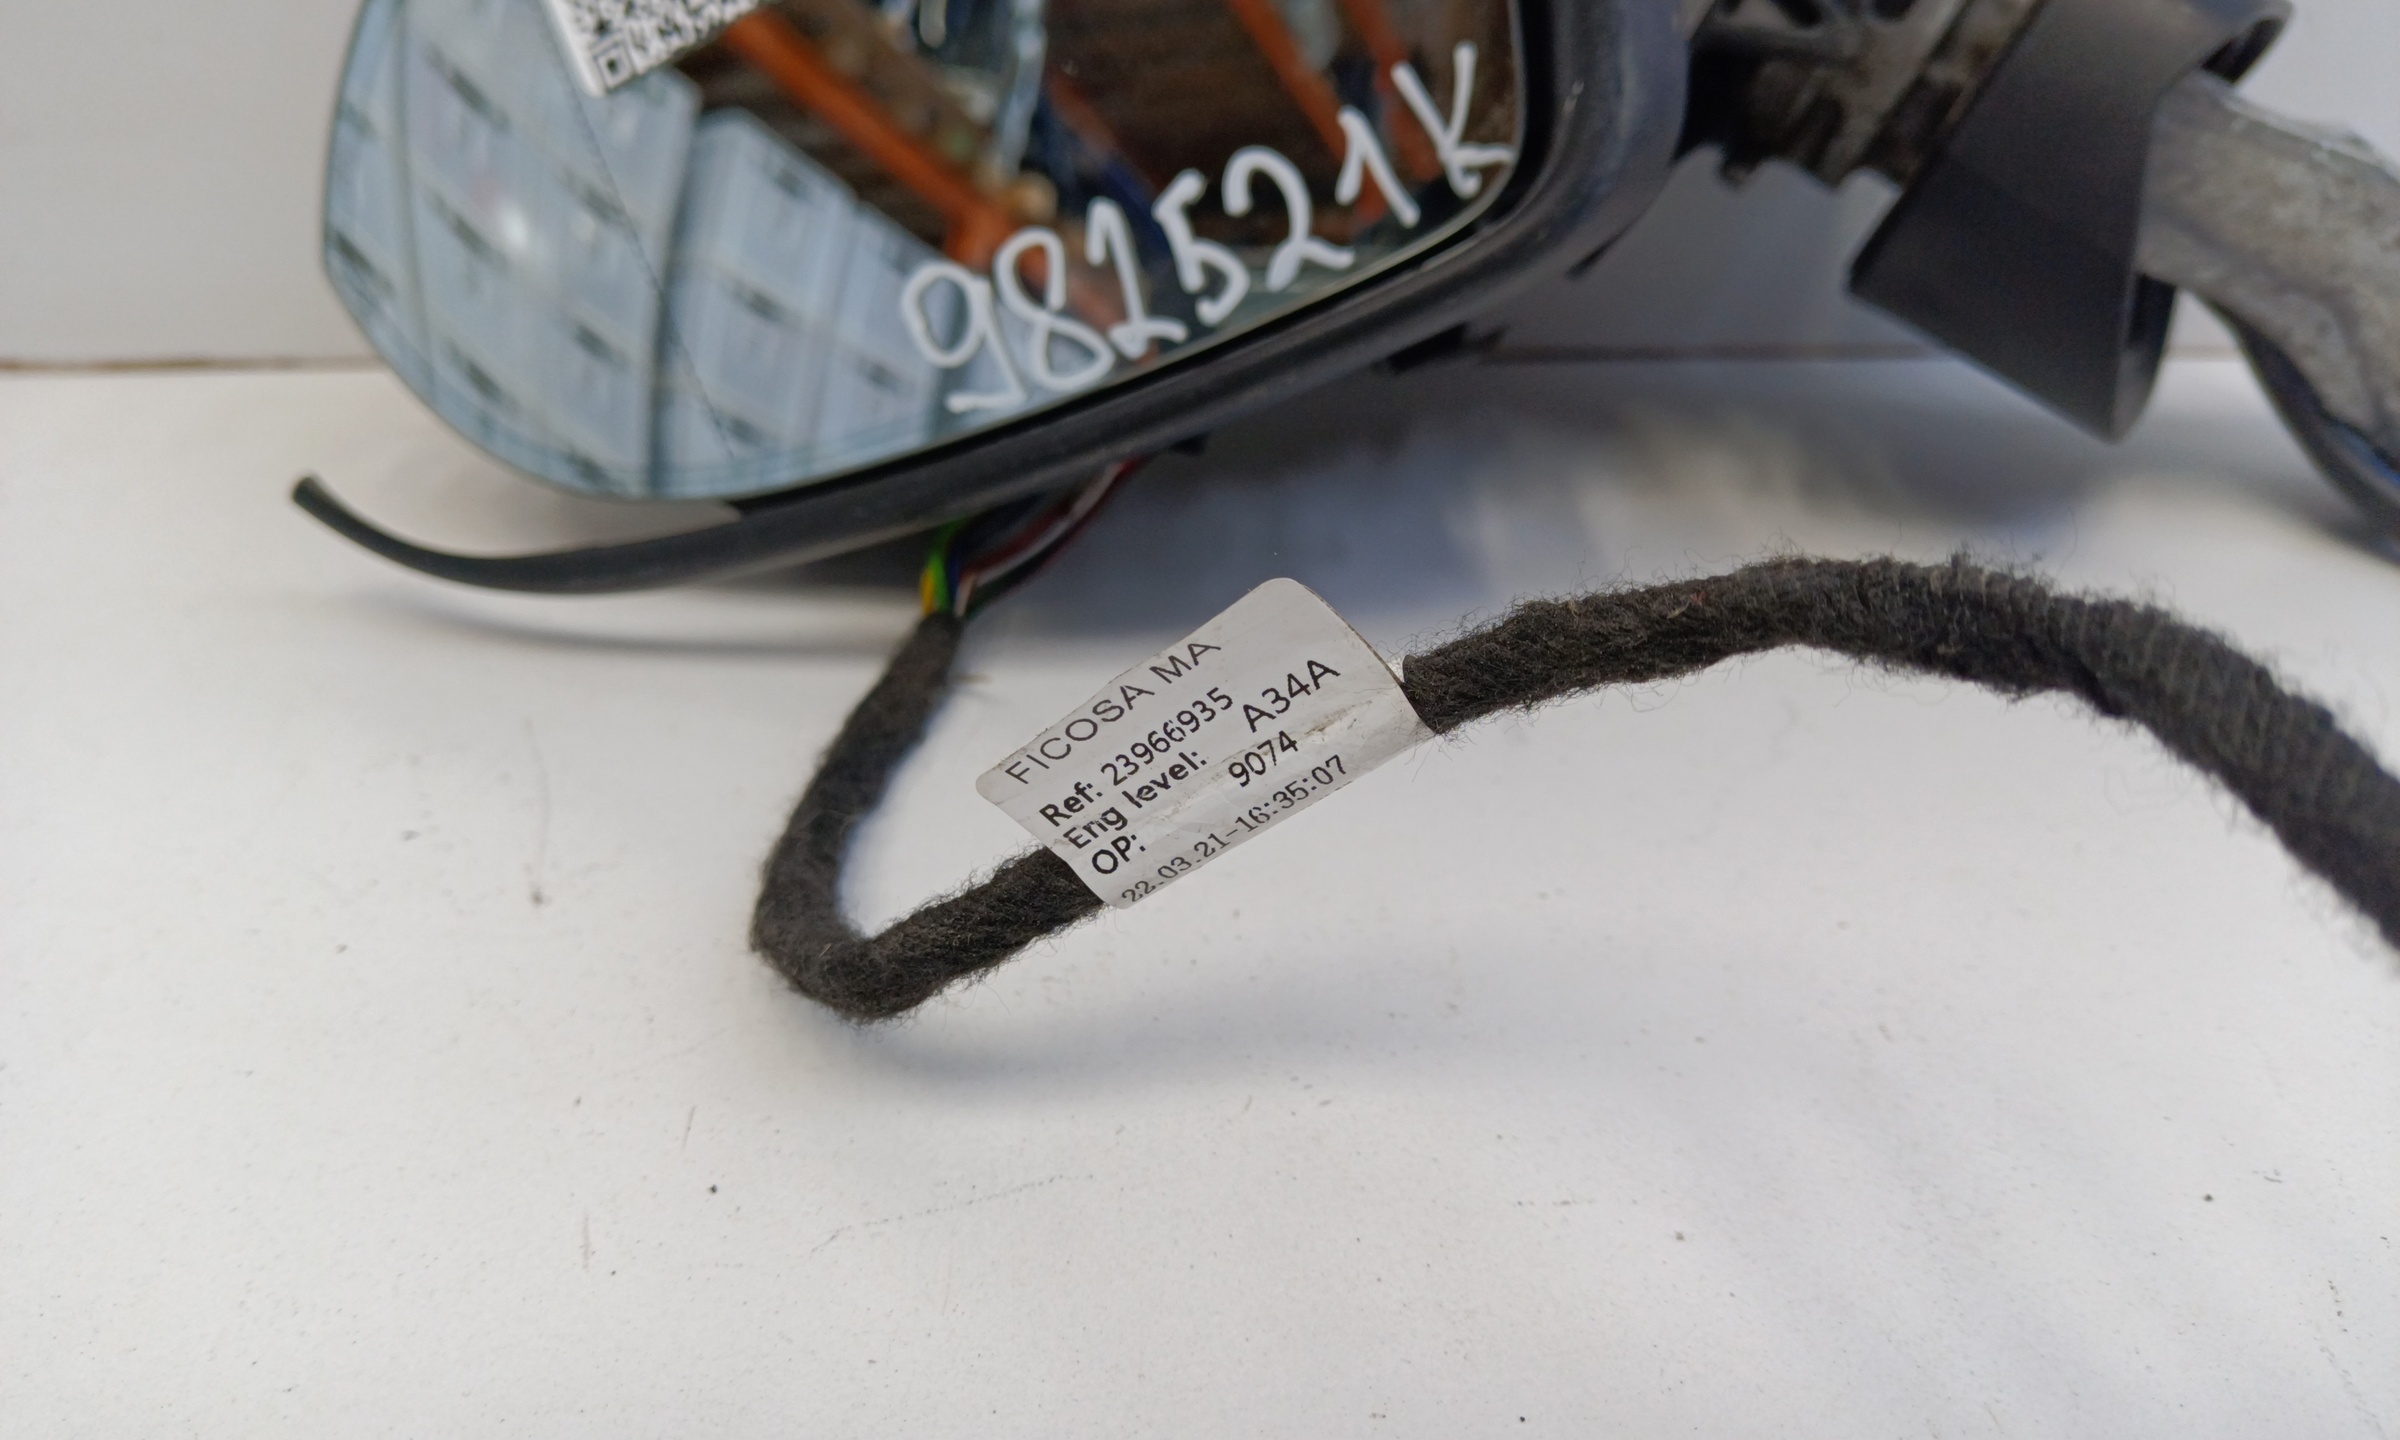 981521K
FICOSA MA
Ref: 23966935
Eng level: A34A
OP: 9074
22.03.21-16:35:07